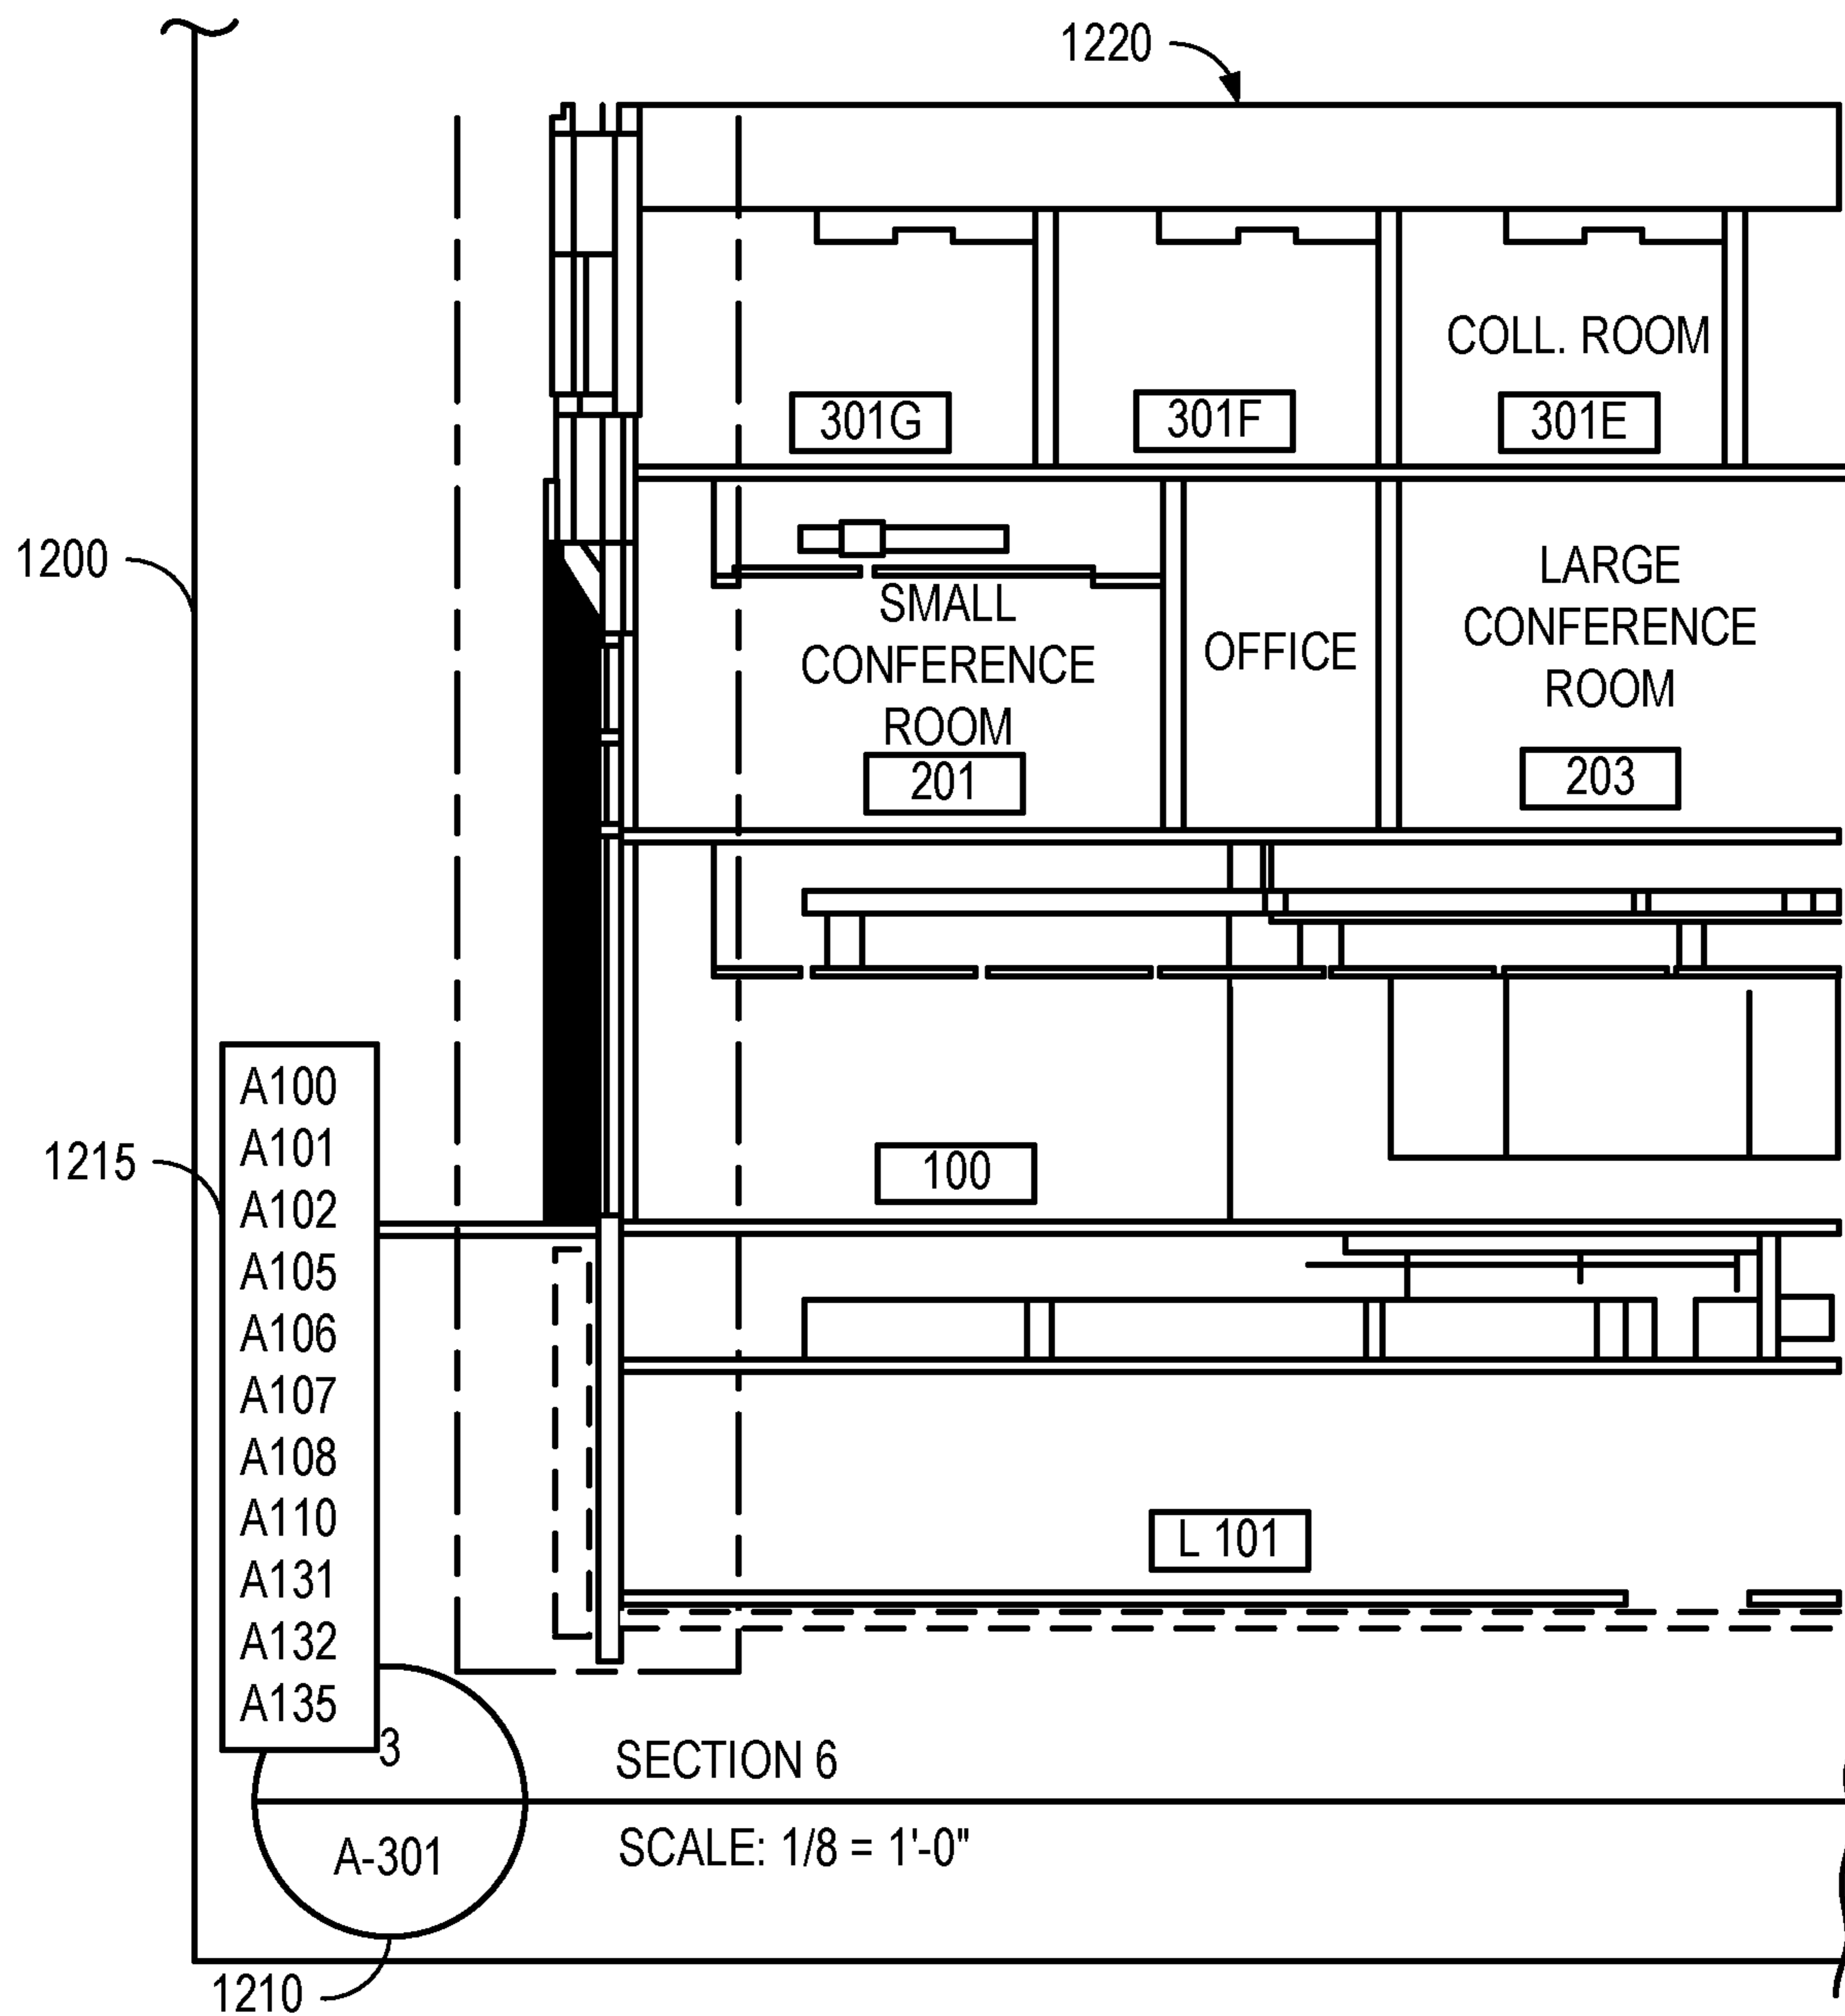 1220
COLL. ROOM
301G
301F
301E
1200
SMALL
CONFERENCE
ROOM
201
OFFICE
LARGE
CONFERENCE
ROOM
203
1215
A100
A101
A102
A105
A106
A107
A108
A110
A131
A132
A135
100
L 101
3
A-301
SECTION 6
SCALE: 1/8 = 1'-0"
1210